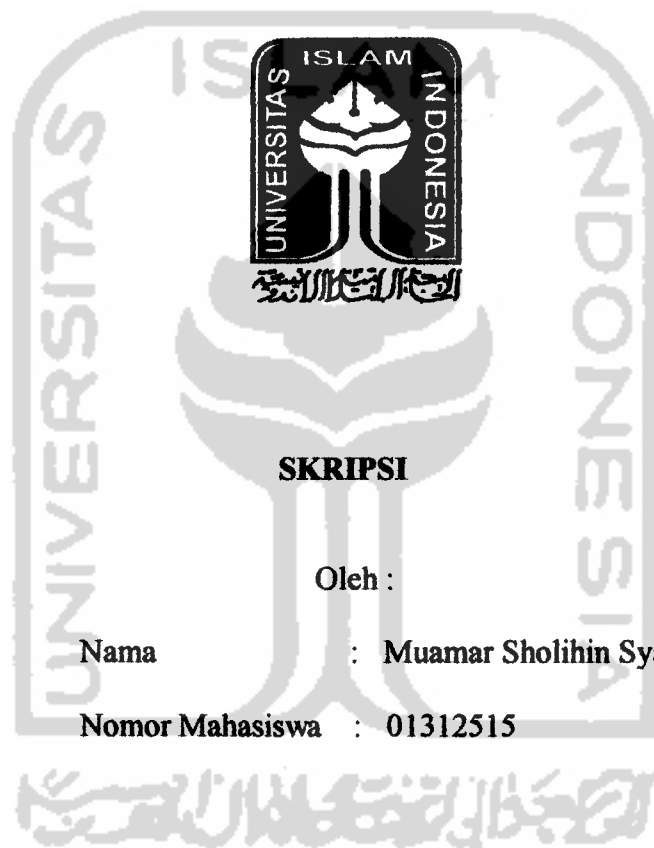 ISLAM
UNIVERSITAS
INDONESIA
SKRIPSI
Oleh :
Nama : Muamar Sholihin
Nomor Mahasiswa : 01312515